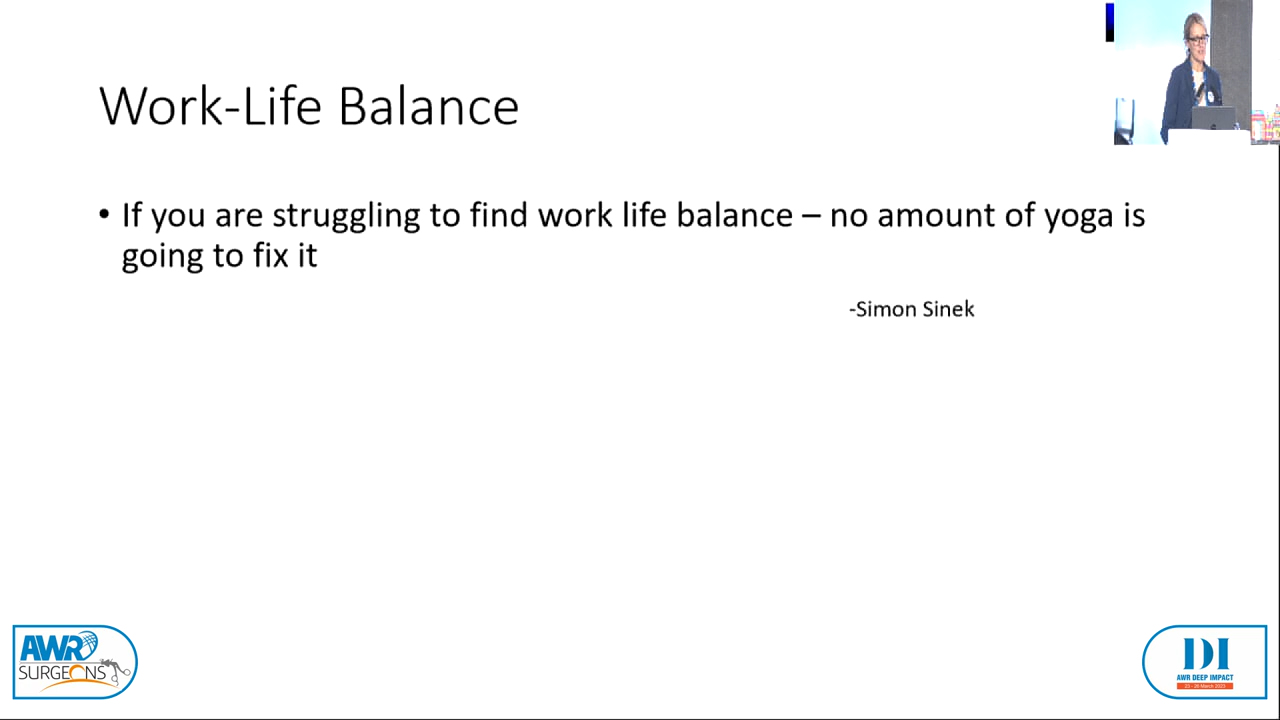 Work-Life Balance
• If you are struggling to find work life balance – no amount of yoga is
going to fix it
-Simon Sinek
AWR
SURGEONS
DI
AWR DEEP IMPACT